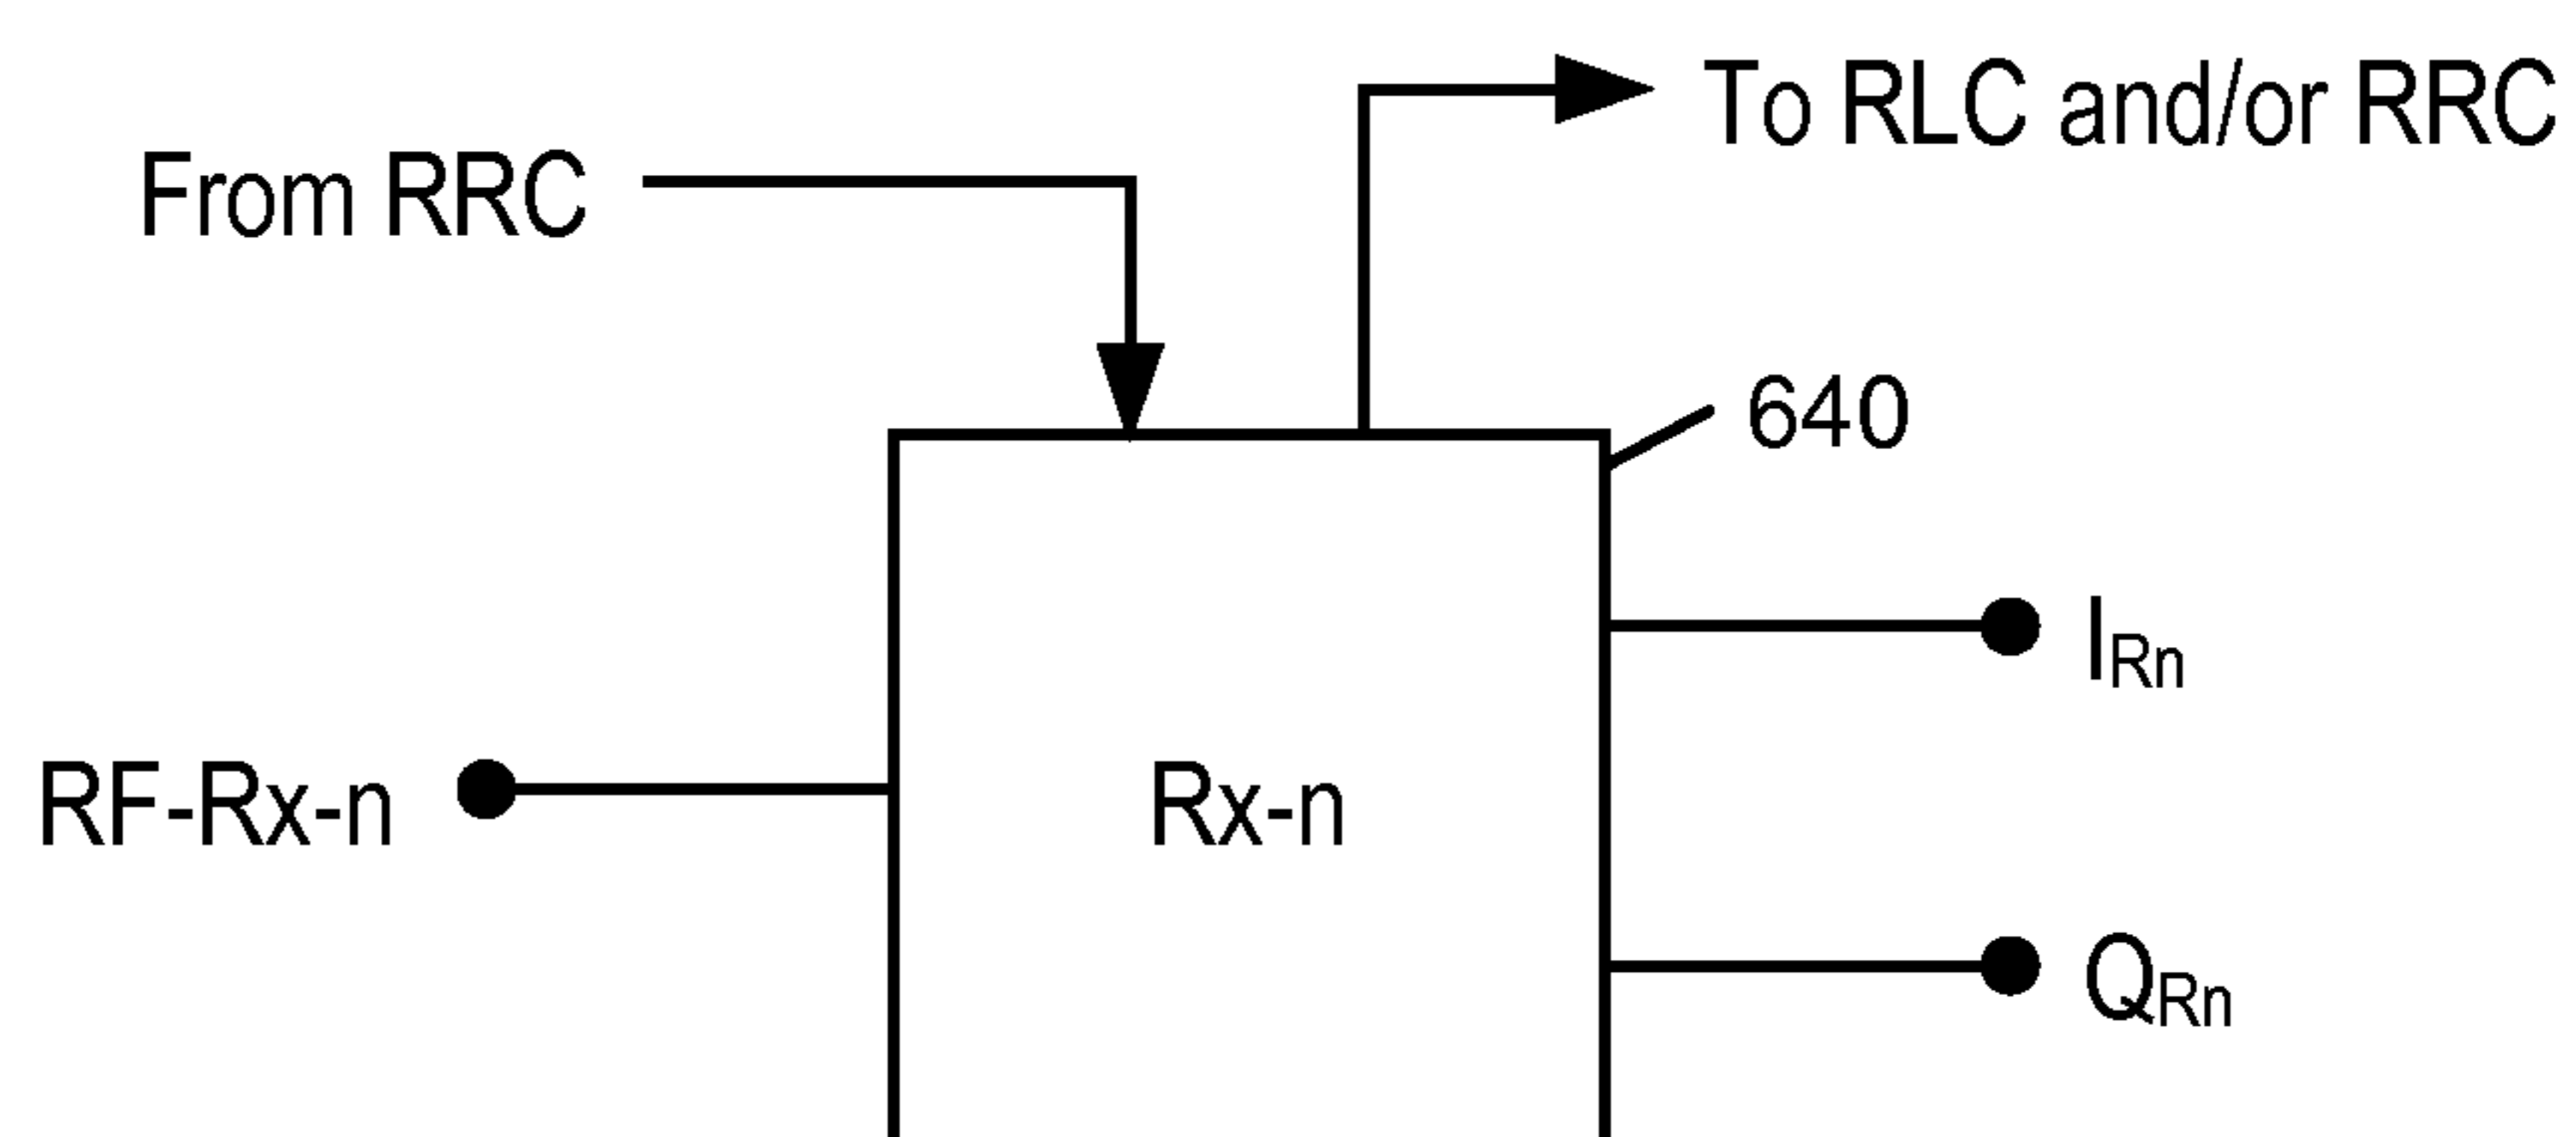 To RLC and/or RRC
From RRC
640
I_Rn
RF-Rx-n
Rx-n
Q_Rn